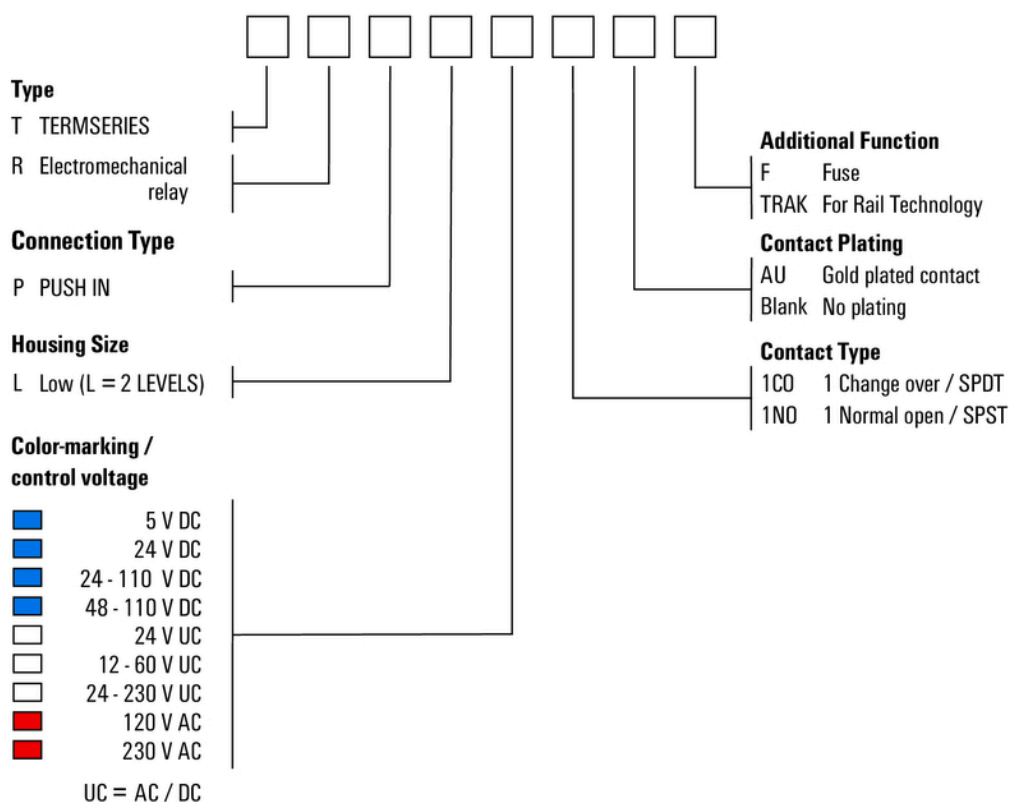 Type
T TERMSERIES
R Electromechanical
relay
Connection Type
P PUSH IN
Housing Size
L Low (L = 2 LEVELS)
Color-marking /
control voltage
5 V DC
24 V DC
24 - 110 V DC
48 - 110 V DC
24 V UC
12 - 60 V UC
24 - 230 V UC
120 V AC
230 V AC
UC = AC / DC
Additional Function
F Fuse
TRAK For Rail Technology
Contact Plating
AU Gold plated contact
Blank No plating
Contact Type
1CO 1 Change over / SPDT
1NO 1 Normal open / SPST